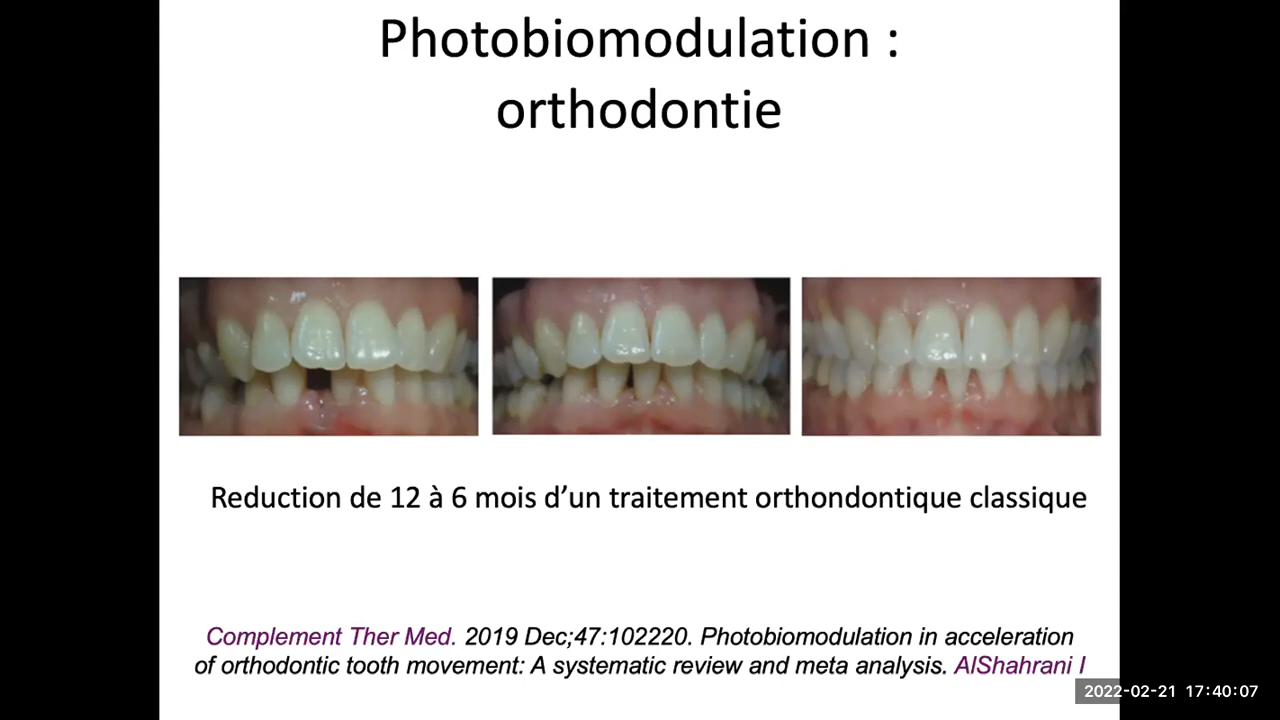 Photobiomodulation :
orthodontie
Reduction de 12 à 6 mois d’un traitement orthondontique classique
Complement Ther Med. 2019 Dec;47:102220. Photobiomodulation in acceleration
of orthodontic tooth movement: A systematic review and meta analysis. AlShahrani I
2022-02-21 17:40:07